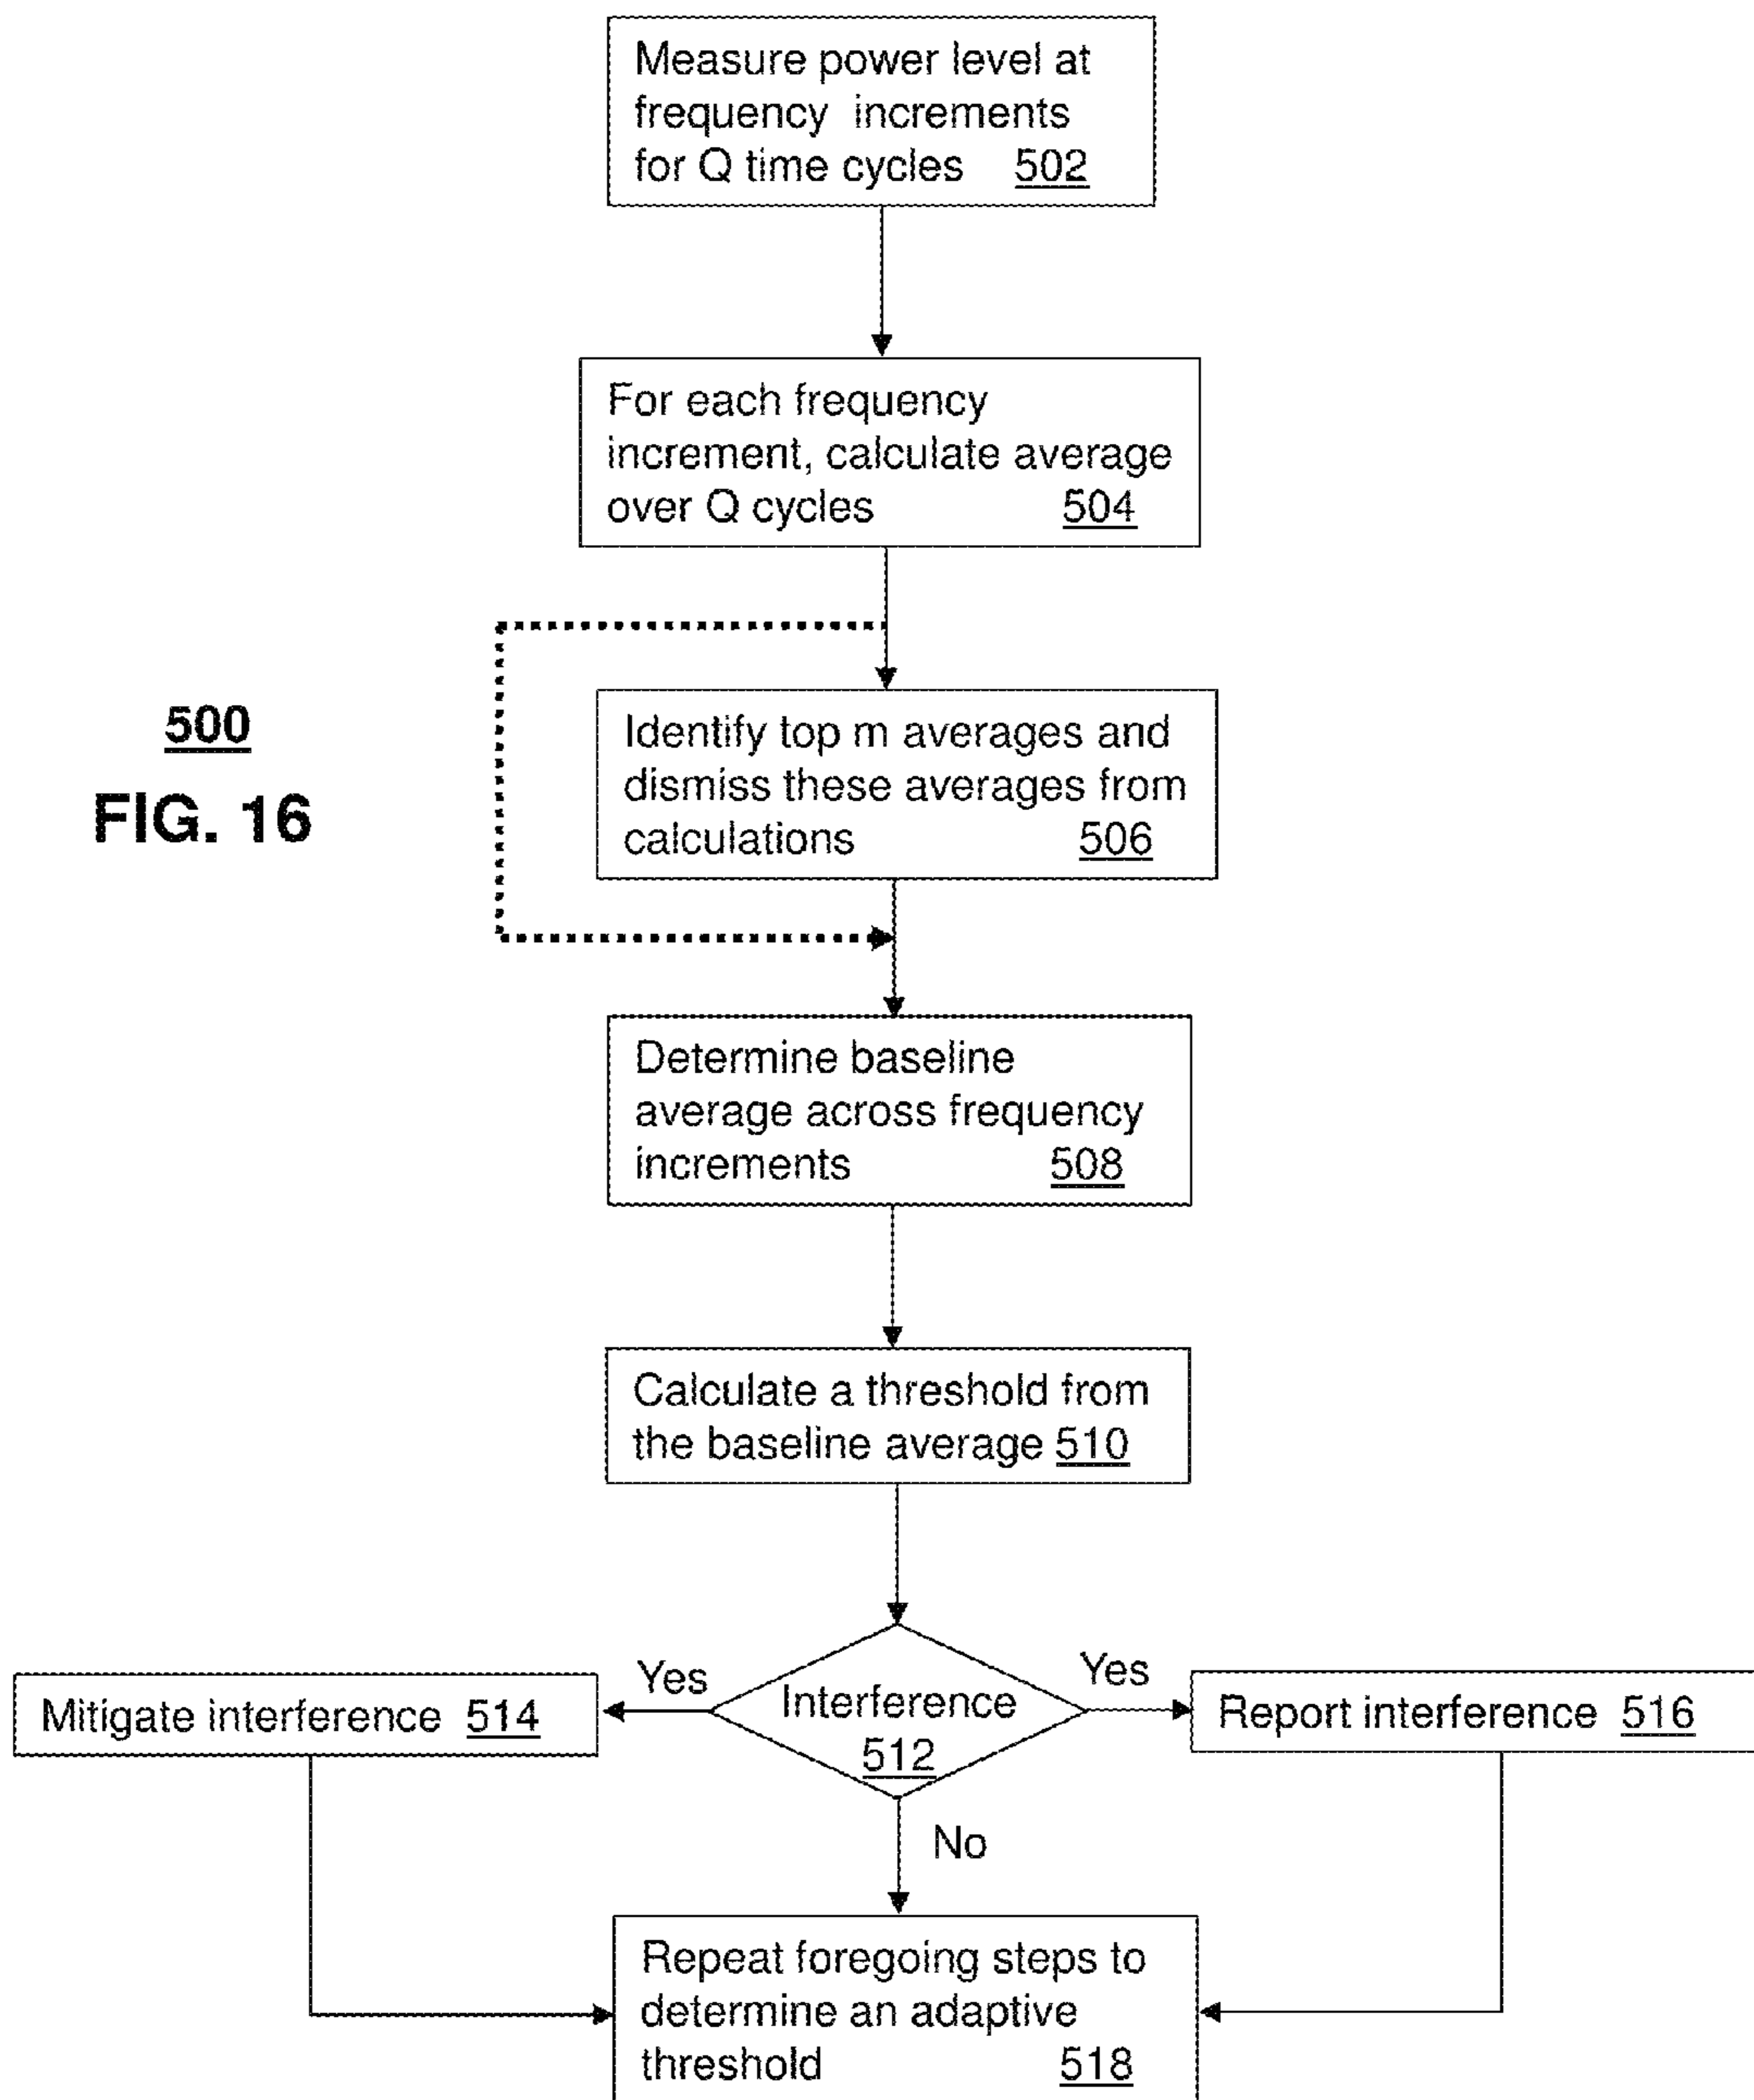 Measure power level at
frequency increments
for Q time cycles 502
For each frequency
increment, calculate average
over Q cycles 504
500
FIG. 16
Identify top m averages and
dismiss these averages from
calculations 506
Determine baseline
average across frequency
increments 508
Calculate a threshold from
the baseline average 510
Yes
Yes
Mitigate interference 514
Interference
512
Report interference 516
No
Repeat foregoing steps to
determine an adaptive
threshold 518